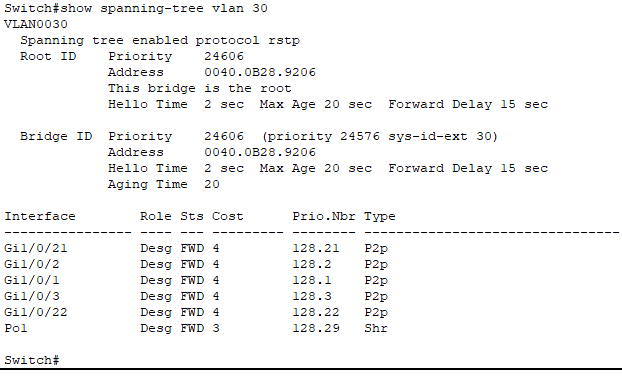 Switch#show spanning-tree vlan 30
VLAN0030
  Spanning tree enabled protocol rstp
  Root ID    Priority    24606
             Address     0040.0B28.9206
             This bridge is the root
             Hello Time  2 sec  Max Age 20 sec  Forward Delay 15 sec

  Bridge ID  Priority    24606  (priority 24576 sys-id-ext 30)
             Address     0040.0B28.9206
             Hello Time  2 sec  Max Age 20 sec  Forward Delay 15 sec
             Aging Time  20

Interface        Role Sts Cost      Prio.Nbr Type
---------------- ---- --- --------- -------- --------------------------------
Gi1/0/21         Desg FWD 4         128.21   P2p
Gi1/0/2          Desg FWD 4         128.2    P2p
Gi1/0/1          Desg FWD 4         128.1    P2p
Gi1/0/3          Desg FWD 4         128.3    P2p
Gi1/0/22         Desg FWD 4         128.22   P2p
Po1              Desg FWD 3         128.29   Shr

Switch#